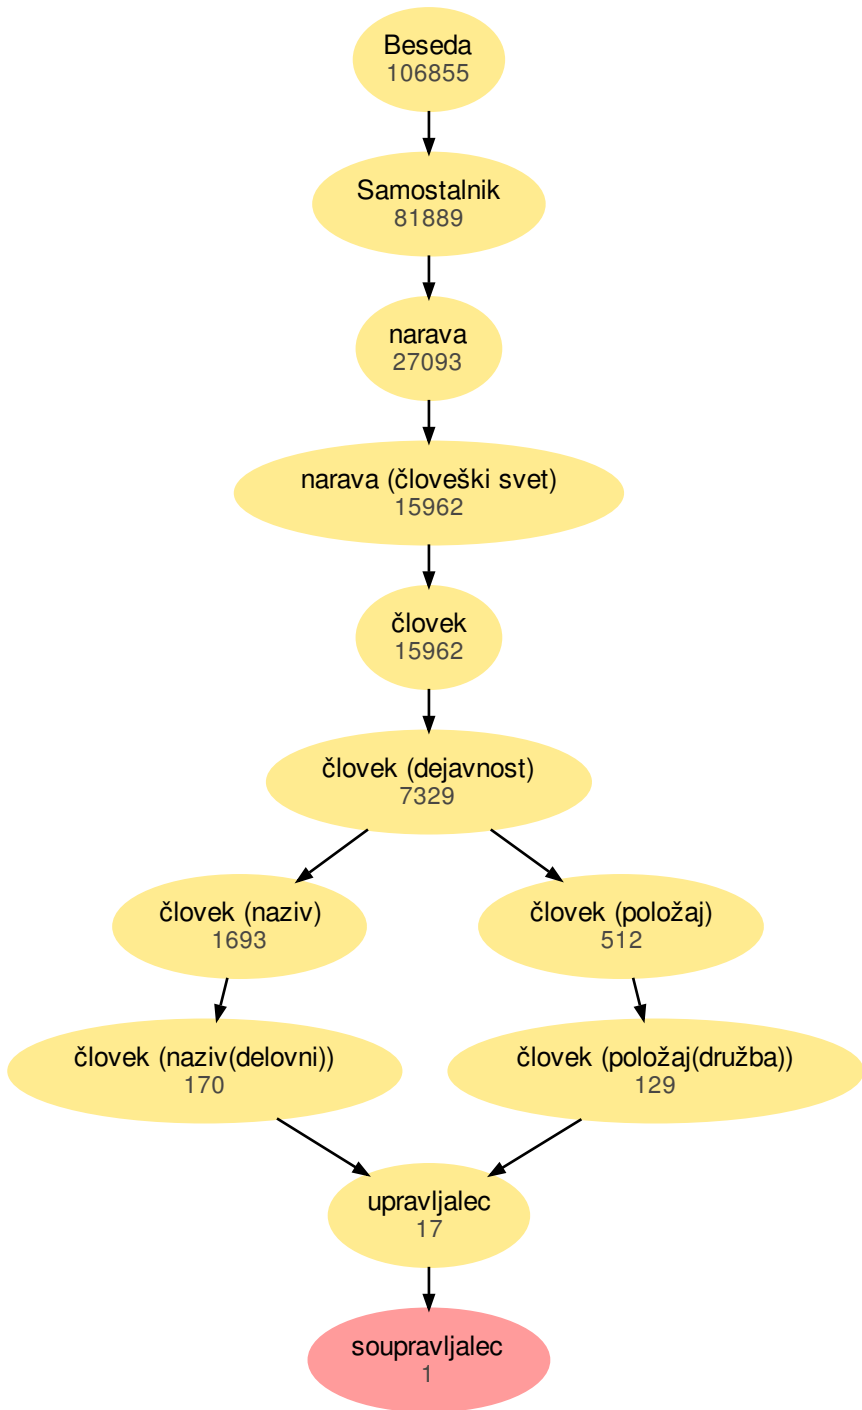 Beseda
106855
Samostalnik
81889
narava
27093
narava (človeški svet)
15962
človek
15962
človek (dejavnost)
7329
človek (naziv)
1693
človek (položaj)
512
človek (naziv(delovni))
170
človek (položaj(družba))
129
upravljalec
17
soupravljalec
1